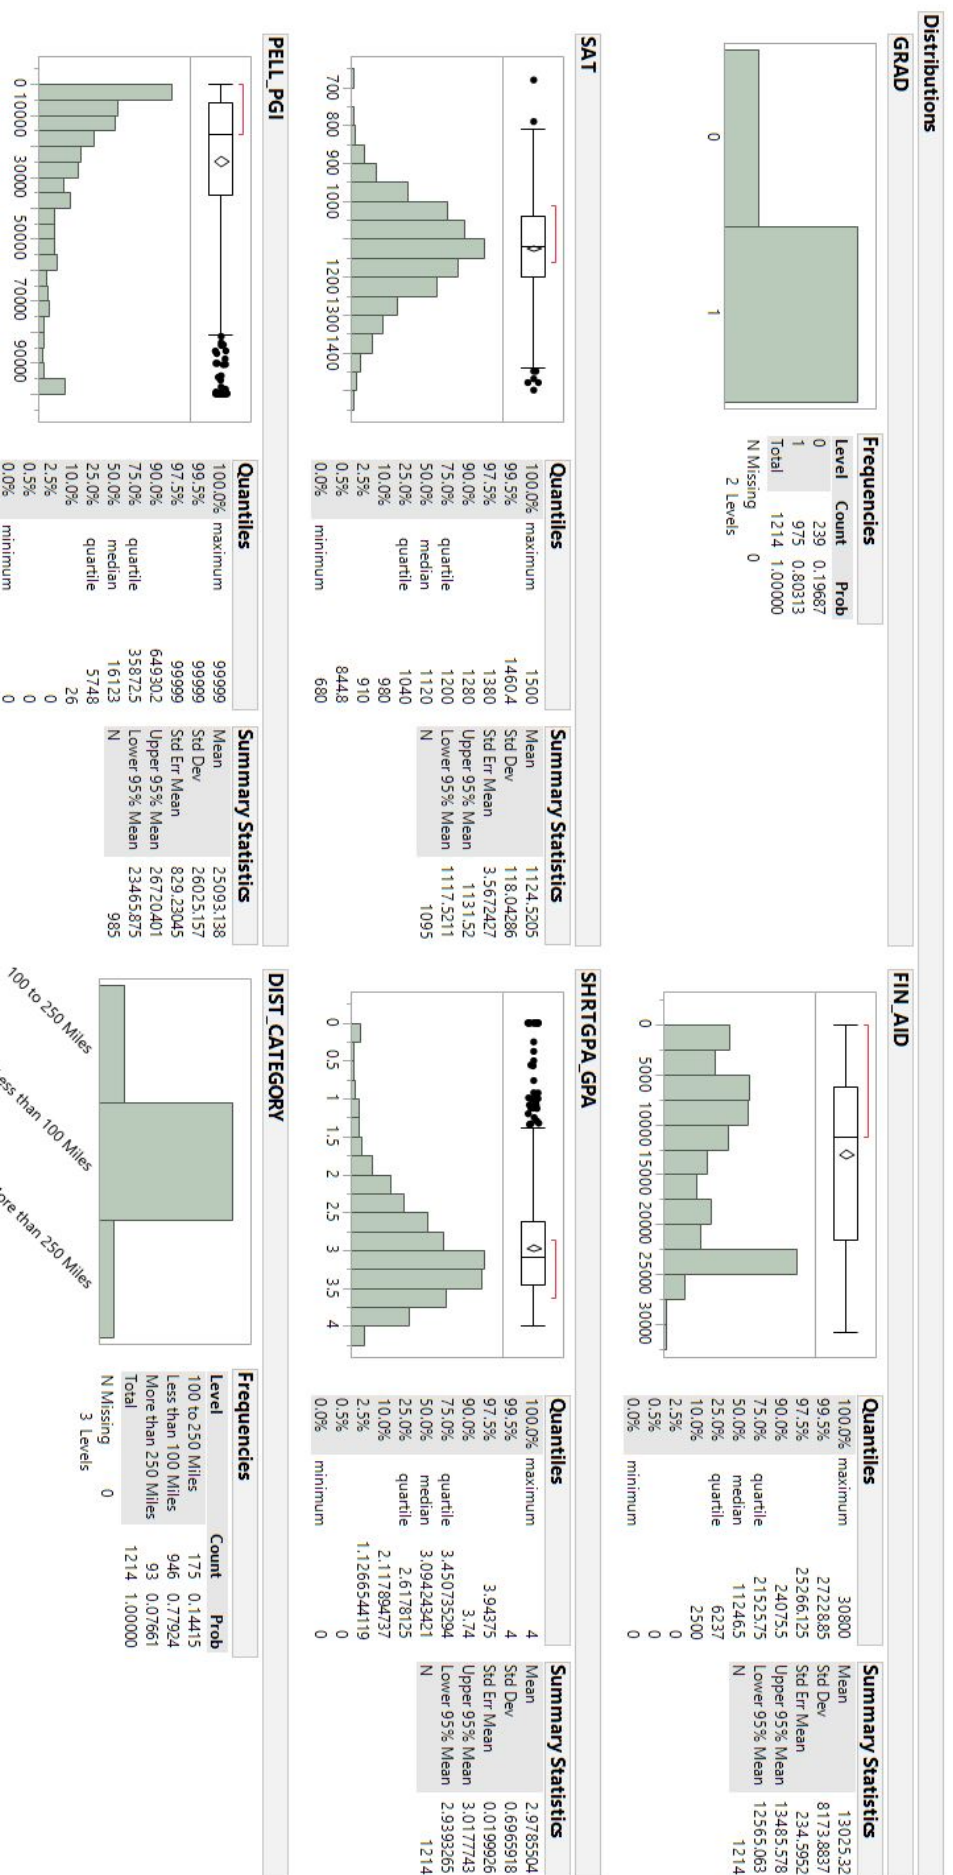 Distributions
GRAD
0
1
Frequencies
Level Count Prob
0 239 0.19687
1 975 0.80313
Total 1214 1.00000
N Missing 0
2 Levels
FIN_AID
0 5000 10000 15000 20000 25000 30000
Quantiles
100.0% maximum 30800
99.5% 27228.85
97.5% 25266.125
90.0% 24075.5
75.0% quartile 21525.75
50.0% median 11246.5
25.0% quartile 6237
10.0% 2500
2.5% 0
0.5% 0
0.0% minimum 0
Summary Statistics
Mean 13025.32
Std Dev 8173.8837
Std Err Mean 234.5952
Upper 95% Mean 13485.578
Lower 95% Mean 12565.063
N 1214
SAT
700 800 900 1000 1200 1300 1400
Quantiles
100.0% maximum 1500
99.5% 1460.4
97.5% 1380
90.0% 1280
75.0% quartile 1200
50.0% median 1120
25.0% quartile 1040
10.0% 980
2.5% 910
0.5% 844.8
0.0% minimum 680
Summary Statistics
Mean 1124.5205
Std Dev 118.04286
Std Err Mean 3.5672427
Upper 95% Mean 1131.52
Lower 95% Mean 1117.5211
N 1095
SHRTGPA_GPA
0 0.5 1 1.5 2 2.5 3 3.5 4
Quantiles
100.0% maximum 4
99.5% 4
97.5% 3.94375
90.0% 3.74
75.0% quartile 3.450735294
50.0% median 3.094243421
25.0% quartile 2.6178125
10.0% 2.117894737
2.5% 1.1266544119
0.5% 0
0.0% minimum 0
Summary Statistics
Mean 2.9785504
Std Dev 0.6965918
Std Err Mean 0.0199926
Upper 95% Mean 3.0177743
Lower 95% Mean 2.9393265
N 1214
PELL_PGI
0 10000 30000 50000 70000 90000
Quantiles
100.0% maximum 99999
99.5% 99999
97.5% 99999
90.0% 64930.2
75.0% quartile 35872.5
50.0% median 16123
25.0% quartile 5748
10.0% 26
2.5% 0
0.5% 0
0.0% minimum 0
Summary Statistics
Mean 25093.138
Std Dev 26025.157
Std Err Mean 829.23045
Upper 95% Mean 26720.401
Lower 95% Mean 23465.875
N 985
DIST_CATEGORY
100 to 250 Miles
ess than 100 Miles
ore than 250 Miles
Frequencies
Level Count Prob
100 to 250 Miles 175 0.14415
Less than 100 Miles 946 0.77924
More than 250 Miles 93 0.07661
Total 1214 1.00000
N Missing 0
3 Levels